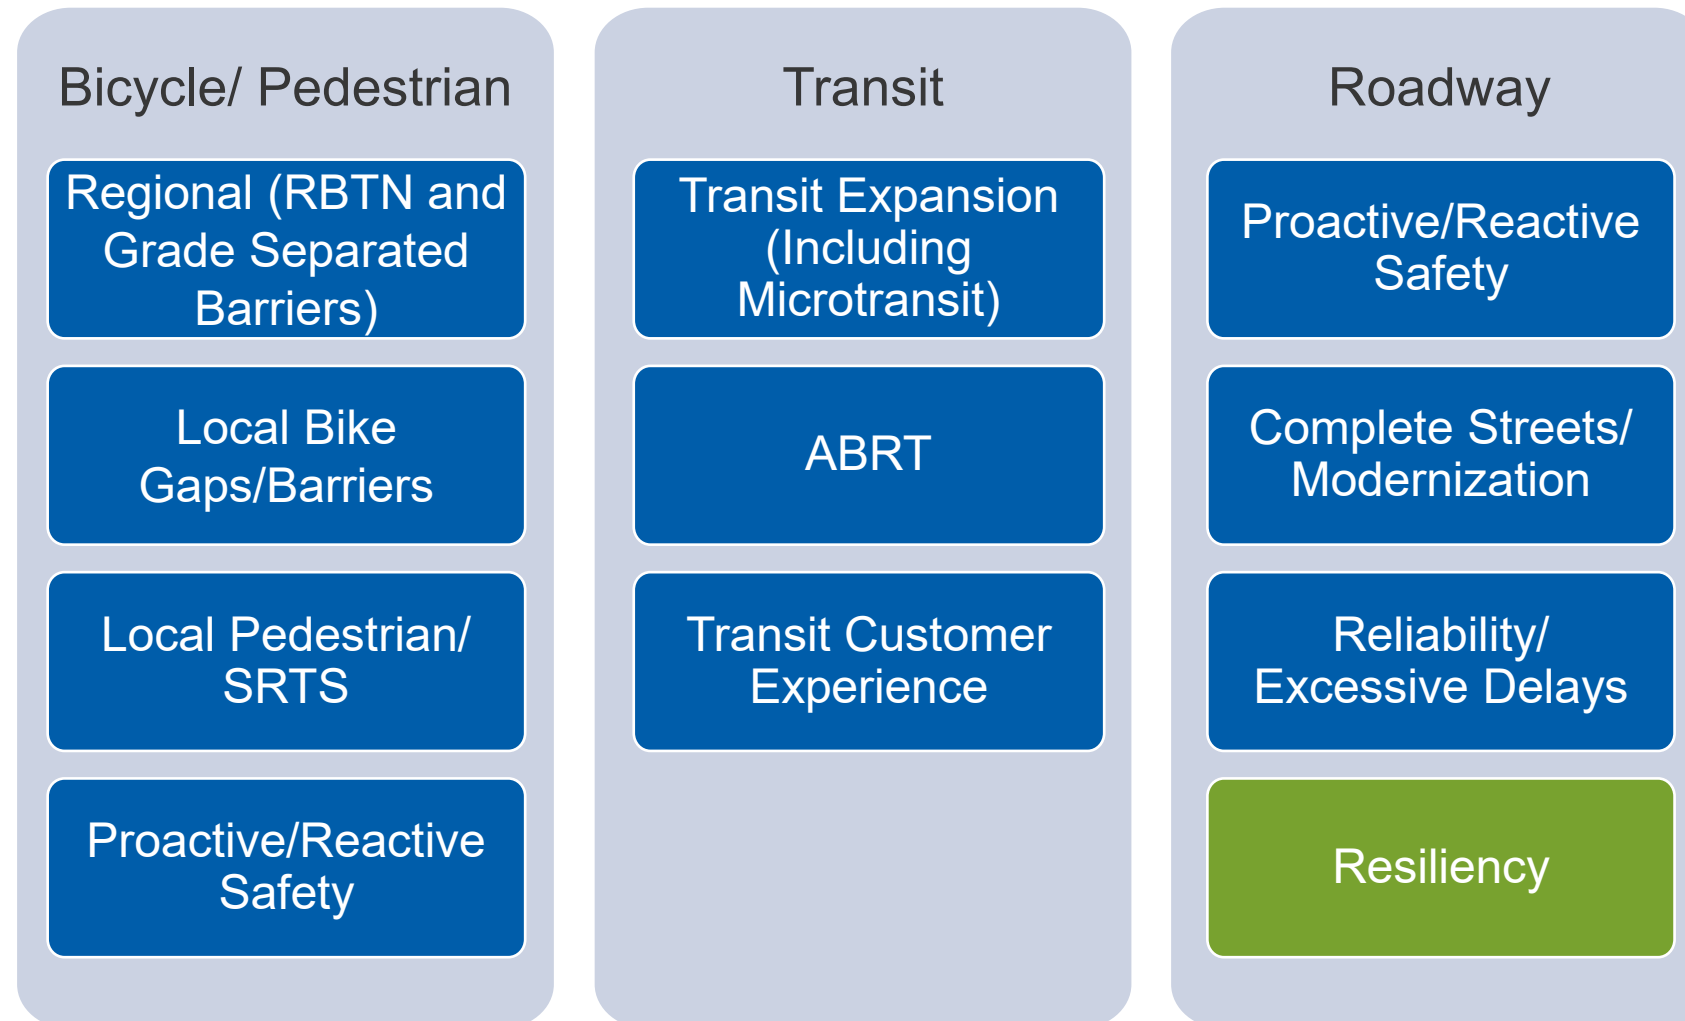 Bicycle/ Pedestrian
Regional (RBTN and
Grade Separated
Barriers)
Local Bike
Gaps/Barriers
Local Pedestrian/
SRTS
Proactive/Reactive
Safety
Transit
Transit Expansion
(Including
Microtransit)
ABRT
Transit Customer
Experience
Roadway
Proactive/Reactive
Safety
Complete Streets/
Modernization
Reliability/
Excessive Delays
Resiliency